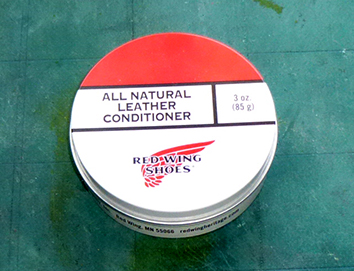 ALL NATURAL
LEATHER
CONDITIONER
3 oz.
(85 g)
RED WING
SHOES
Red Wing, MN 55066 redwingheritage.com